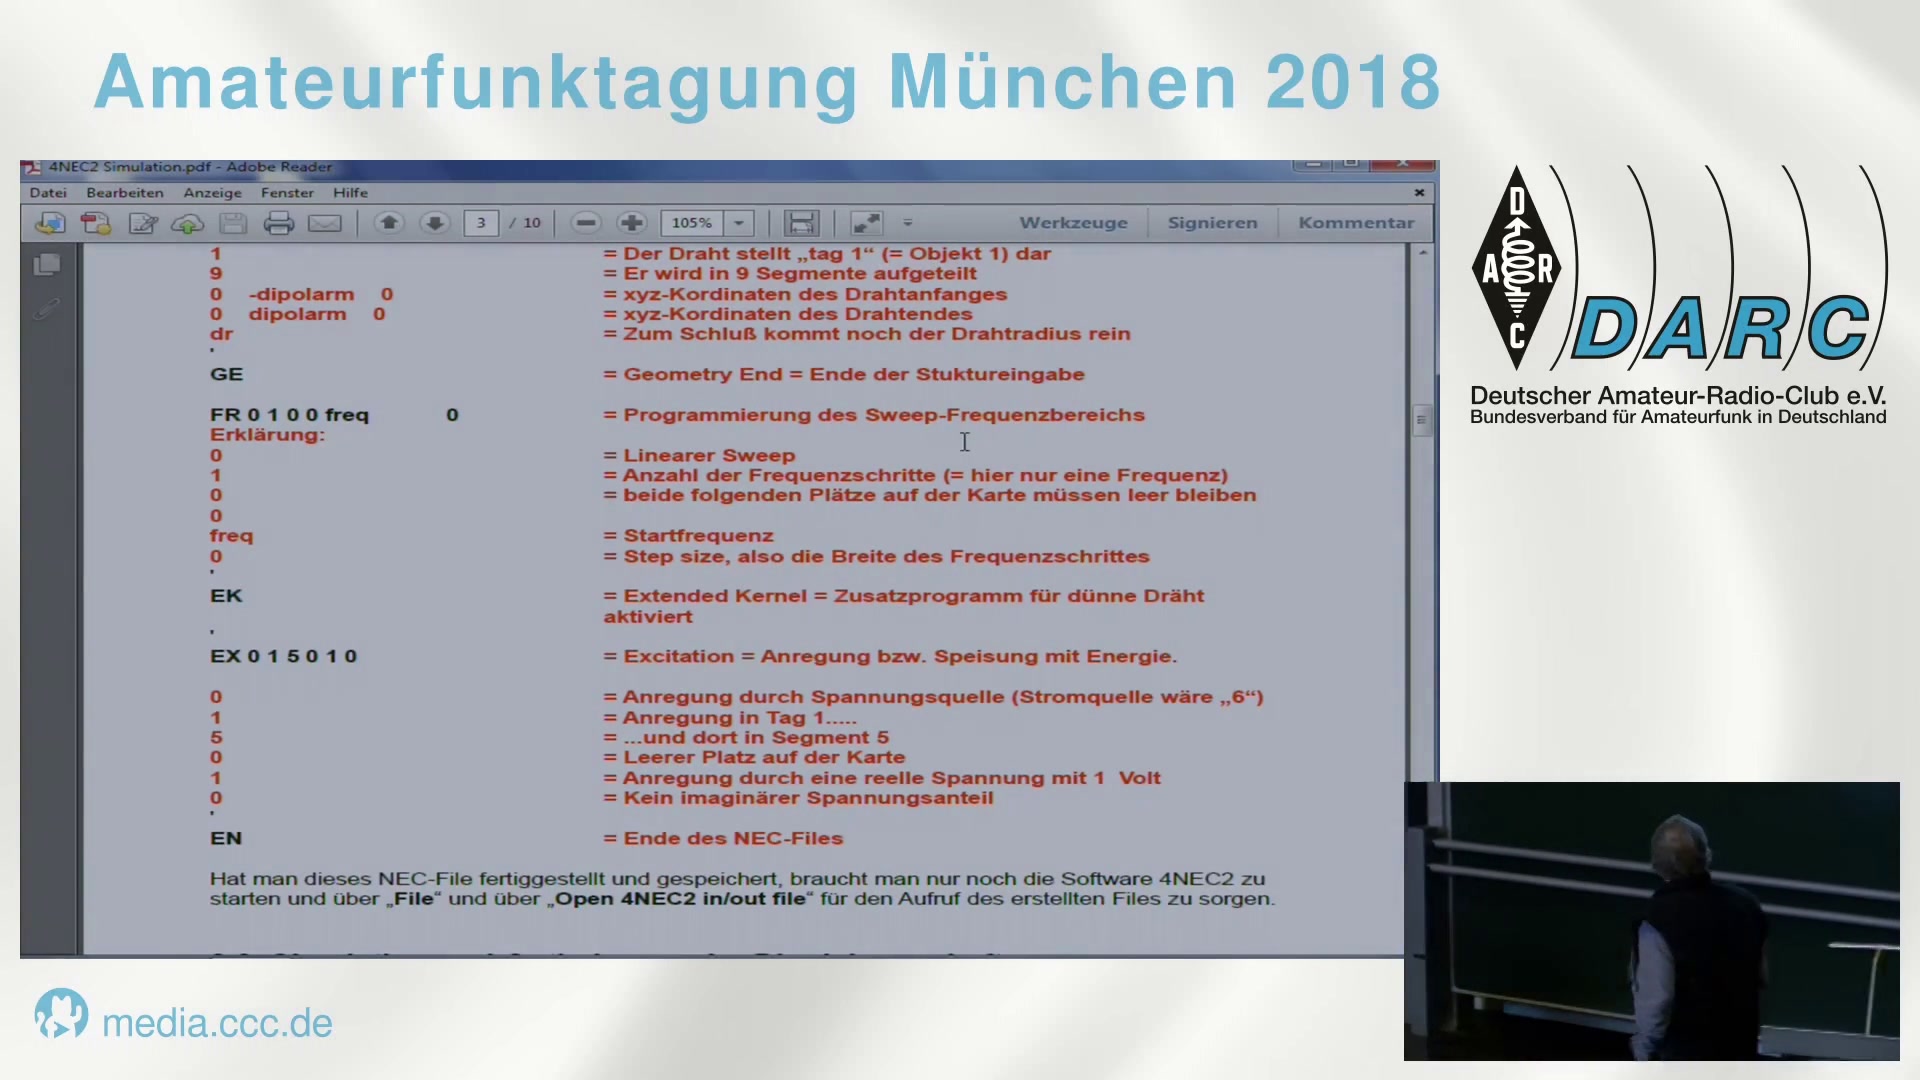 Amateurfunktagung München 2018
4NEC2 Simulation.pdf - Adobe Reader
Datei Bearbeiten Anzeige Fenster Hilfe
3 / 10 105% Werkzeuge Signieren Kommentar
1 = Der Draht stellt „tag 1“ (= Objekt 1) dar
9 = Er wird in 9 Segmente aufgeteilt
0 -dipolarm 0 = xyz-Kordinaten des Drahtanfanges
0 dipolarm 0 = xyz-Kordinaten des Drahtendes
dr = Zum Schluß kommt noch der Drahtradius rein
'
GE = Geometry End = Ende der Stuktureingabe
FR 0 1 0 0 freq 0 = Programmierung des Sweep-Frequenzbereichs
Erklärung:
0 = Linearer Sweep
1 = Anzahl der Frequenzschritte (= hier nur eine Frequenz)
0 = beide folgenden Plätze auf der Karte müssen leer bleiben
0
freq = Startfrequenz
0 = Step size, also die Breite des Frequenzschrittes
'
EK = Extended Kernel = Zusatzprogramm für dünne Dräht
aktiviert
'
EX 0 1 5 0 1 0 = Excitation = Anregung bzw. Speisung mit Energie.
0 = Anregung durch Spannungsquelle (Stromquelle wäre „6“)
1 = Anregung in Tag 1.....
5 = ...und dort in Segment 5
0 = Leerer Platz auf der Karte
1 = Anregung durch eine reelle Spannung mit 1 Volt
0 = Kein imaginärer Spannungsanteil
'
EN = Ende des NEC-Files
Hat man dieses NEC-File fertiggestellt und gespeichert, braucht man nur noch die Software 4NEC2 zu
starten und über „File“ und über „Open 4NEC2 in/out file“ für den Aufruf des erstellten Files zu sorgen.
D
A R
C
DARC
Deutscher Amateur-Radio-Club e.V.
Bundesverband für Amateurfunk in Deutschland
media.ccc.de